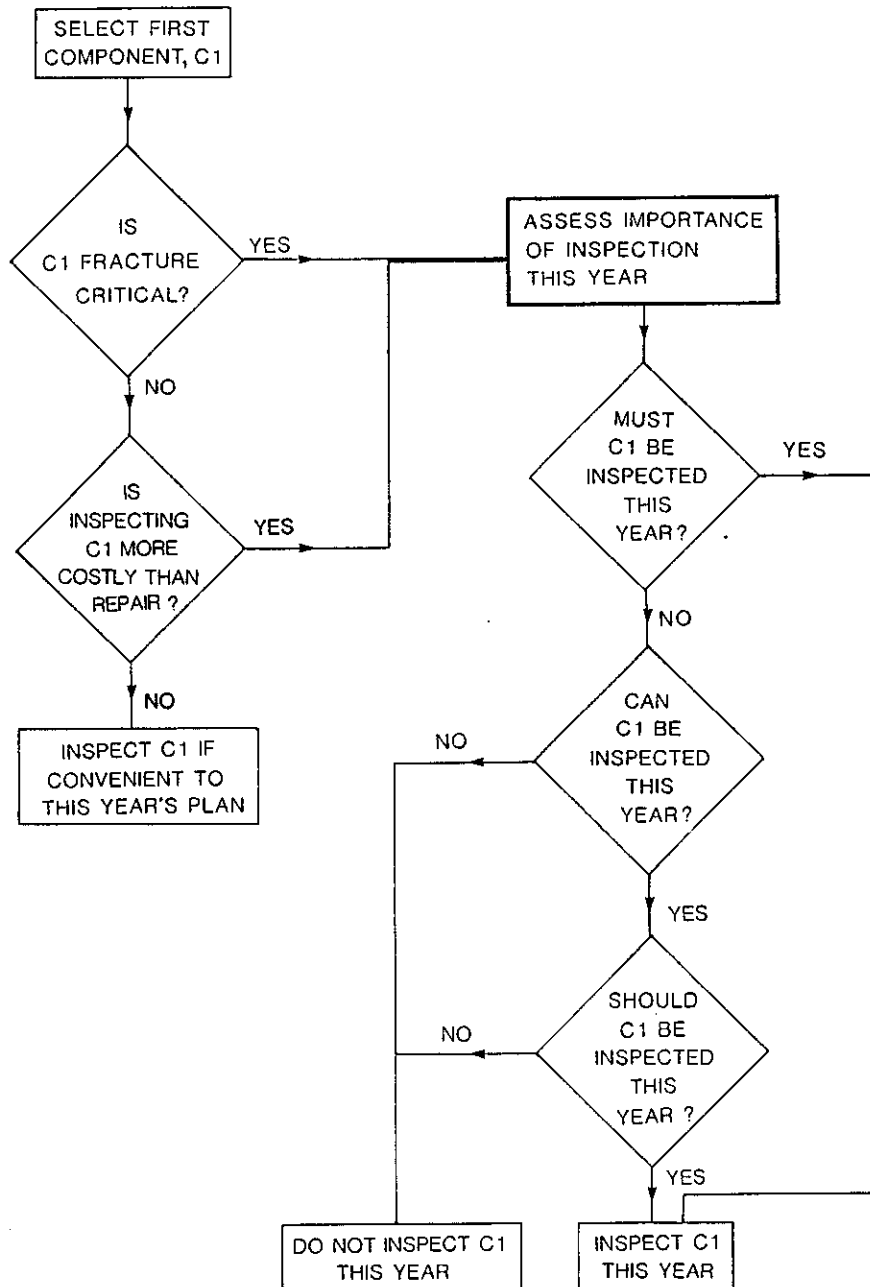 SELECT FIRST
COMPONENT, C1
IS
C1 FRACTURE
CRITICAL?
YES
NO
IS
INSPECTING
C1 MORE
COSTLY THAN
REPAIR ?
YES
NO
INSPECT C1 IF
CONVENIENT TO
THIS YEAR'S PLAN
ASSESS IMPORTANCE
OF INSPECTION
THIS YEAR
MUST
C1 BE
INSPECTED
THIS
YEAR?
YES
NO
CAN
C1 BE
INSPECTED
THIS
YEAR?
NO
YES
SHOULD
C1 BE
INSPECTED
THIS
YEAR ?
NO
YES
DO NOT INSPECT C1
THIS YEAR
INSPECT C1
THIS YEAR